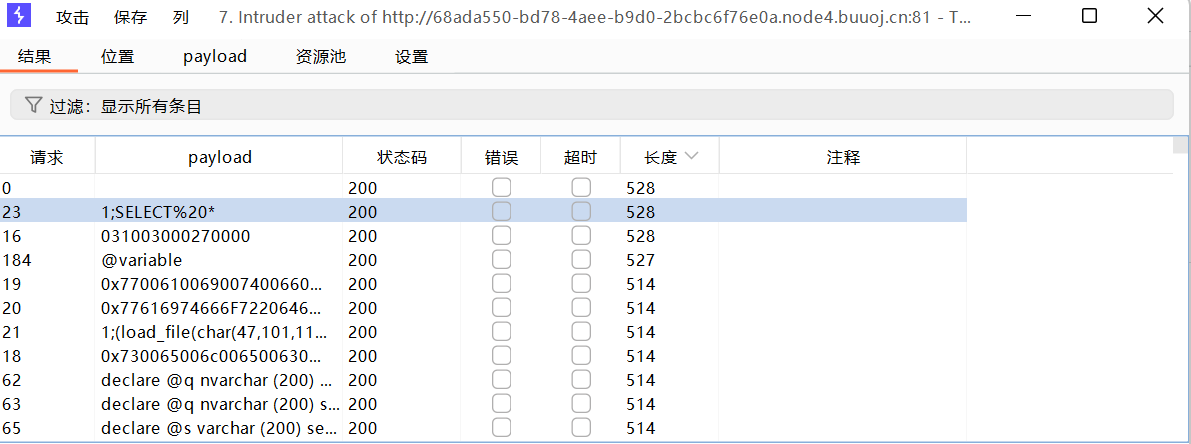 攻击 保存 列 7. Intruder attack of http://68ada550-bd78-4aee-b9d0-2bcbc6f76e0a.node4.buuoj.cn:81 - T...
结果 位置 payload 资源池 设置
过滤：显示所有条目
请求 payload 状态码 错误 超时 长度 注释
0 200 528
23 1;SELECT%20* 200 528
16 031003000270000 200 528
184 @variable 200 527
19 0x7700610069007400660... 200 514
20 0x77616974666F7220646... 200 514
21 1;(load_file(char(47,101,11... 200 514
18 0x730065006c006500630... 200 514
62 declare @q nvarchar (200) ... 200 514
63 declare @q nvarchar (200) s... 200 514
65 declare @s varchar (200) se... 200 514